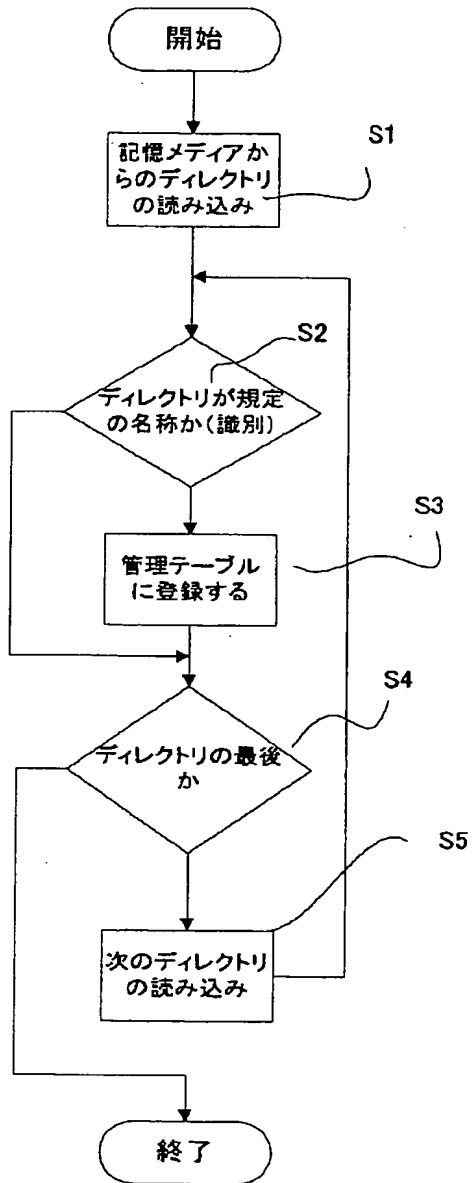 開始
記憶メディアか
らのディレクトリ
の読み込み
S1
S2
ディレクトリが規定
の名称か(識別)
S3
管理テーブル
に登録する
S4
ディレクトリの最後
か
S5
次のディレクトリ
の読み込み
終了